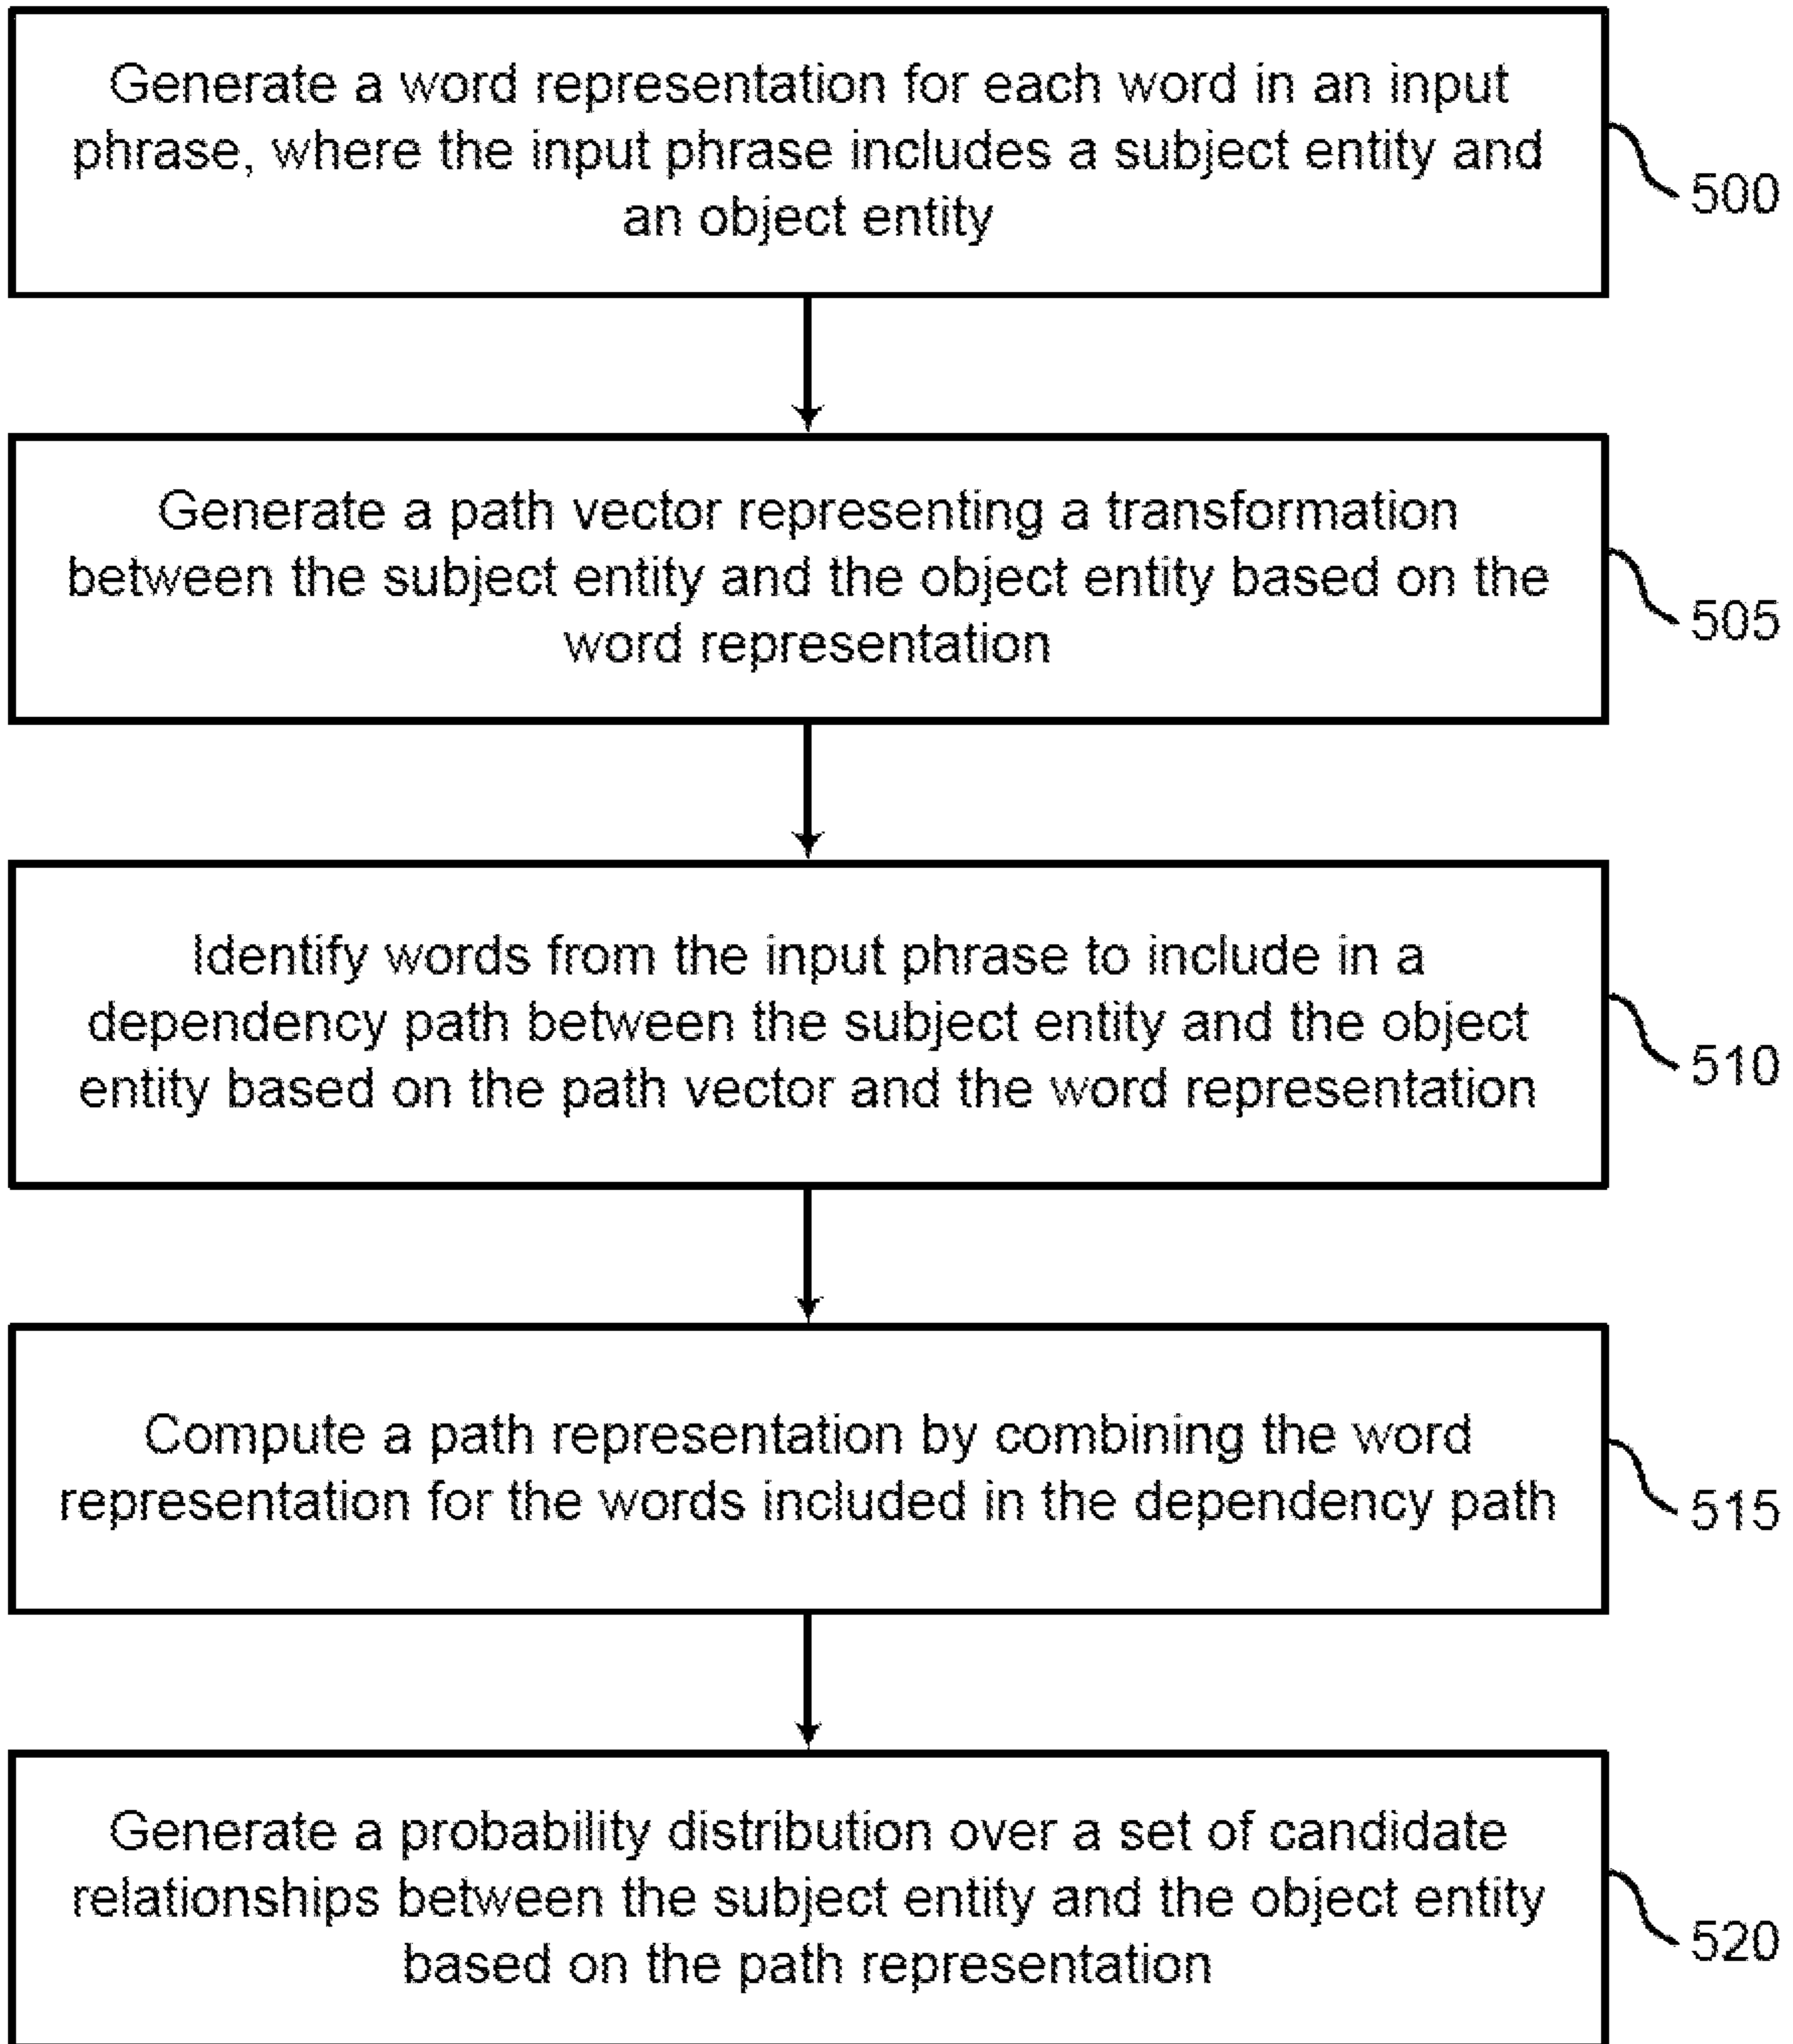 Generate a word representation for each word in an input
phrase, where the input phrase includes a subject entity and
an object entity
500
Generate a path vector representing a transformation
between the subject entity and the object entity based on the
word representation
505
Identify words from the input phrase to include in a
dependency path between the subject entity and the object
entity based on the path vector and the word representation
510
Compute a path representation by combining the word
representation for the words included in the dependency path
515
Generate a probability distribution over a set of candidate
relationships between the subject entity and the object entity
based on the path representation
520